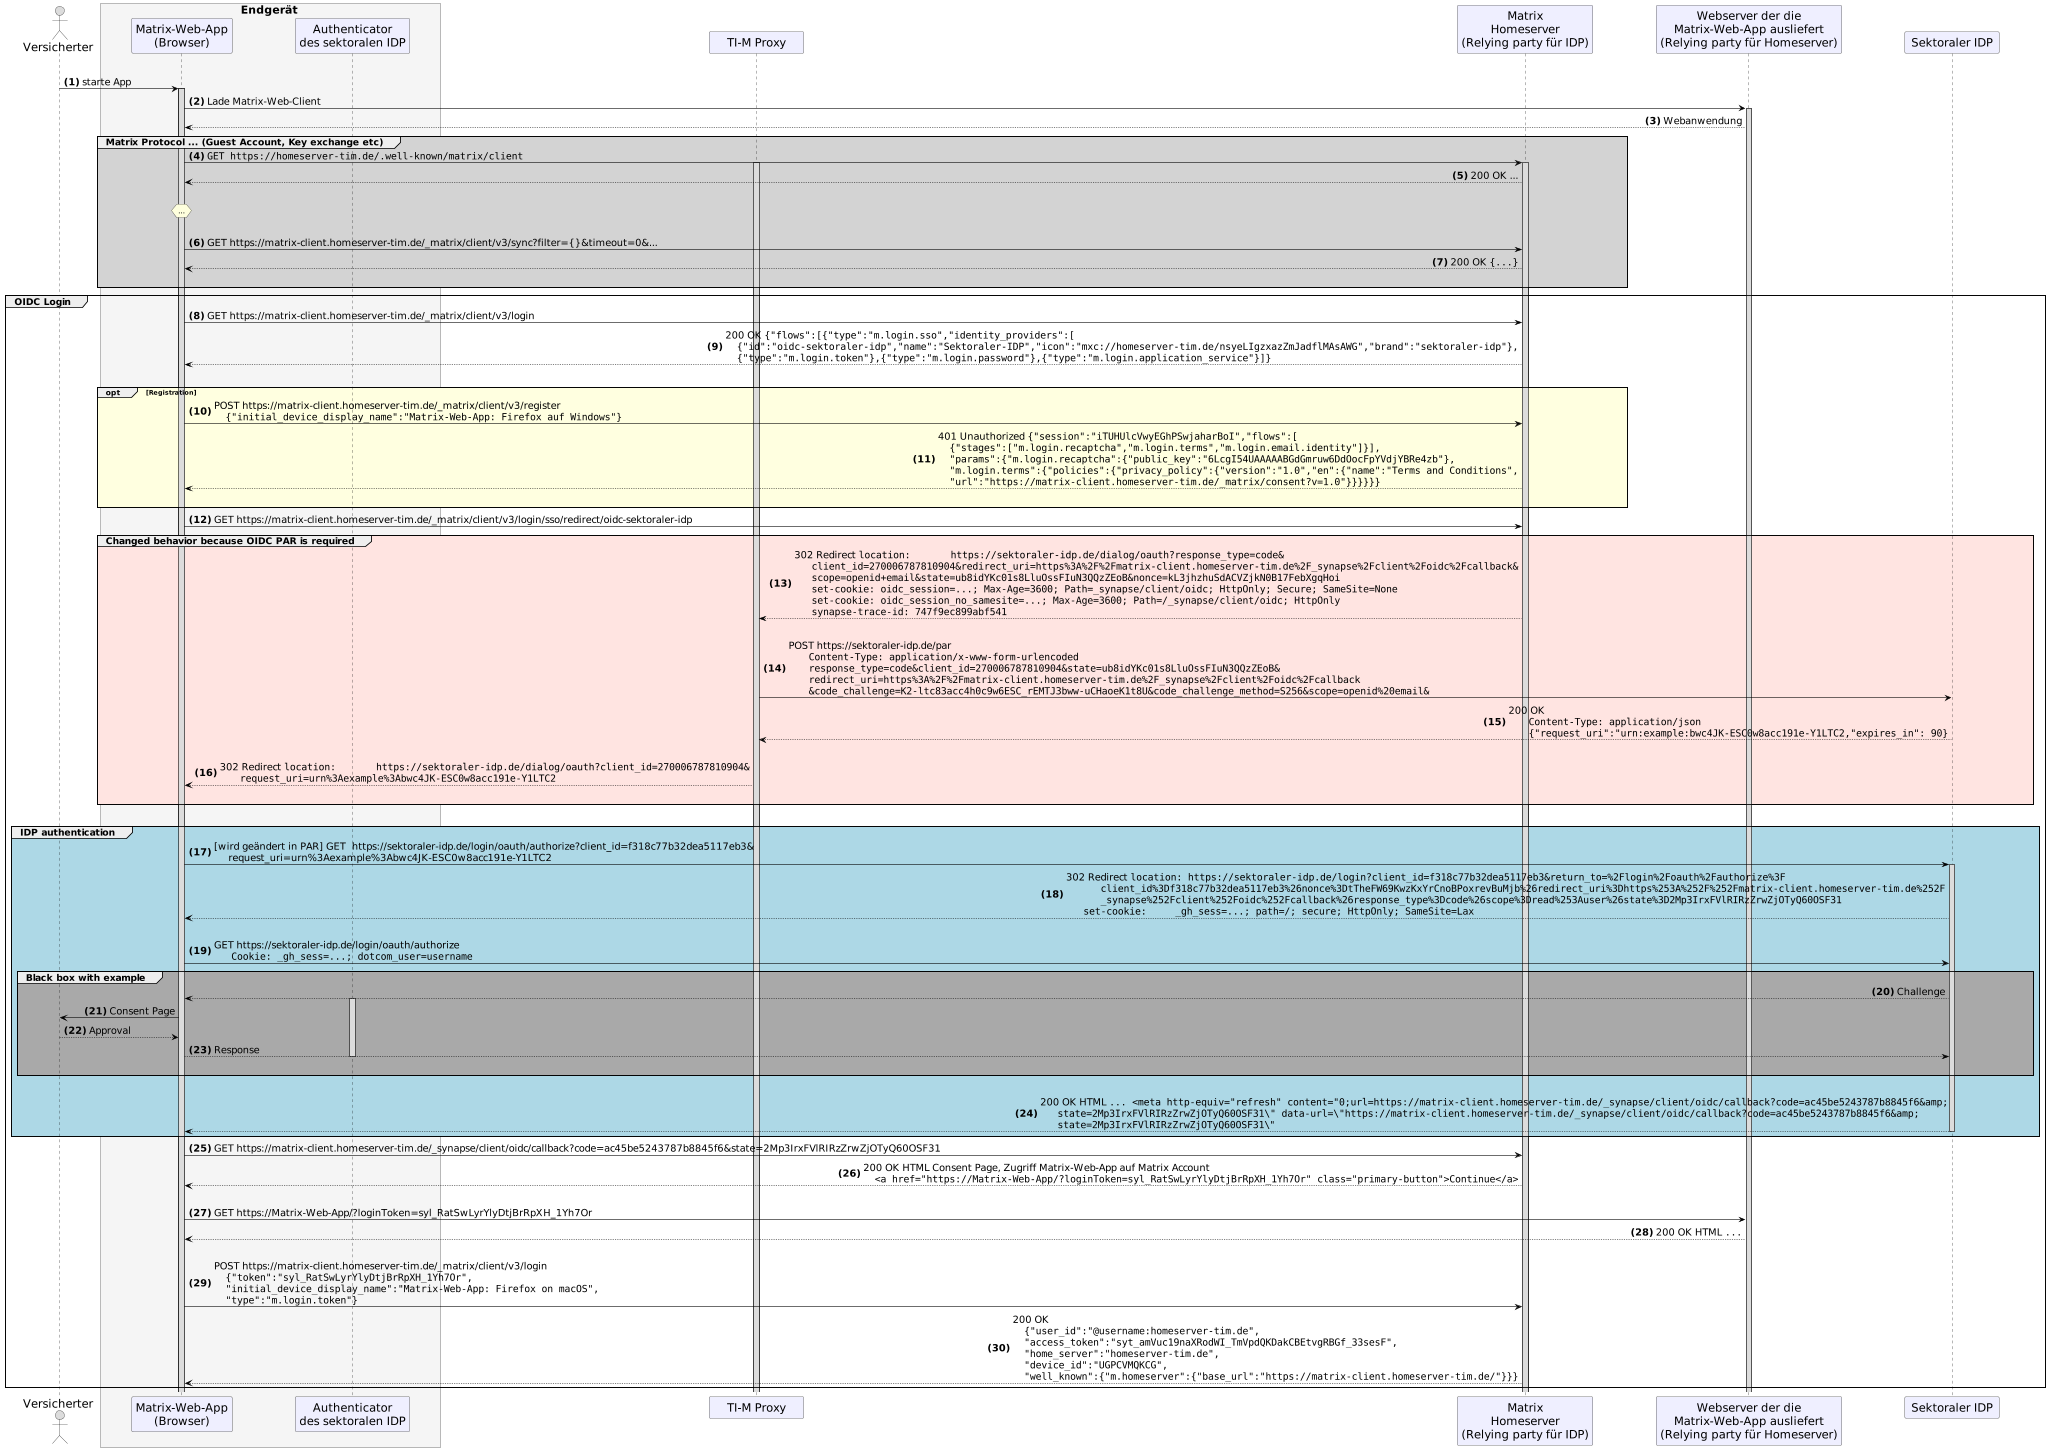 Endgerät
Versicherter
Matrix-Web-App
(Browser)
Authenticator
des sektoralen IDP
TI-M Proxy
Matrix
Homeserver
(Relying party für IDP)
Webserver der die
Matrix-Web-App ausliefert
(Relying party für Homeserver)
Sektoraler IDP
(1) starte App
(2) Lade Matrix-Web-Client
(3) Webanwendung
Matrix Protocol ... (Guest Account, Key exchange etc)
(4) GET https://homeserver-tim.de/.well-known/matrix/client
(5) 200 OK ...
...
(6) GET https://matrix-client.homeserver-tim.de/_matrix/client/v3/sync?filter={}&timeout=0&...
(7) 200 OK {...}
OIDC Login
(8) GET https://matrix-client.homeserver-tim.de/_matrix/client/v3/login
200 OK {"flows":[{"type":"m.login.sso","identity_providers":[
(9) {"id":"oidc-sektoraler-idp","name":"Sektoraler-IDP","icon":"mxc://homeserver-tim.de/nsyeLIgzxazZmJadflMAsAWG","brand":"sektoraler-idp"},
{"type":"m.login.token"},{"type":"m.login.password"},{"type":"m.login.application_service"}]}
opt [Registration]
(10) POST https://matrix-client.homeserver-tim.de/_matrix/client/v3/register
{"initial_device_display_name":"Matrix-Web-App: Firefox auf Windows"}
401 Unauthorized {"session":"iTUHUlcVwyEGhPSwjaharBoI","flows":[
{"stages":["m.login.recaptcha","m.login.terms","m.login.email.identity"]}],
(11) "params":{"m.login.recaptcha":{"public_key":"6LcgI54UAAAAABGdGmruw6DdOocFpYVdjYBRe4zb"},
"m.login.terms":{"policies":{"privacy_policy":{"version":"1.0","en":{"name":"Terms and Conditions",
"url":"https://matrix-client.homeserver-tim.de/_matrix/consent?v=1.0"}}}}}}
(12) GET https://matrix-client.homeserver-tim.de/_matrix/client/v3/login/sso/redirect/oidc-sektoraler-idp
Changed behavior because OIDC PAR is required
302 Redirect location: https://sektoraler-idp.de/dialog/oauth?response_type=code&
client_id=270006787810904&redirect_uri=https%3A%2F%2Fmatrix-client.homeserver-tim.de%2F_synapse%2Fclient%2Foidc%2Fcallback&
scope=openid+email&state=ub8idYKc01s8LluOssFIuN3QQzZEoB&nonce=kL3jhzhuSdACVZjkN0B17FebXgqHoi
(13) set-cookie: oidc_session=...; Max-Age=3600; Path=_synapse/client/oidc; HttpOnly; Secure; SameSite=None
set-cookie: oidc_session_no_samesite=...; Max-Age=3600; Path=/_synapse/client/oidc; HttpOnly
synapse-trace-id: 747f9ec899abf541
POST https://sektoraler-idp.de/par
Content-Type: application/x-www-form-urlencoded
(14) response_type=code&client_id=270006787810904&state=ub8idYKc01s8LluOssFIuN3QQzZEoB&
redirect_uri=https%3A%2F%2Fmatrix-client.homeserver-tim.de%2F_synapse%2Fclient%2Foidc%2Fcallback
&code_challenge=K2-ltc83acc4h0c9w6ESC_rEMTJ3bww-uCHaoeK1t8U&code_challenge_method=S256&scope=openid%20email&
200 OK
(15) Content-Type: application/json
{"request_uri":"urn:example:bwc4JK-ESC0w8acc191e-Y1LTC2,"expires_in": 90}
(16) 302 Redirect location: https://sektoraler-idp.de/dialog/oauth?client_id=270006787810904&
request_uri=urn%3Aexample%3Abwc4JK-ESC0w8acc191e-Y1LTC2
IDP authentication
(17) [wird geändert in PAR] GET https://sektoraler-idp.de/login/oauth/authorize?client_id=f318c77b32dea5117eb3&
request_uri=urn%3Aexample%3Abwc4JK-ESC0w8acc191e-Y1LTC2
302 Redirect location: https://sektoraler-idp.de/login?client_id=f318c77b32dea5117eb3&return_to=%2Flogin%2Foauth%2Fauthorize%3F
(18) client_id%3Df318c77b32dea5117eb3%26nonce%3DtTheFW69KwzKxYrCnoBPoxrevBuMjb%26redirect_uri%3Dhttps%253A%252F%252Fmatrix-client.homeserver-tim.de%252F
_synapse%252Fclient%252Foidc%252Fcallback%26response_type%3Dcode%26scope%3Dread%253Auser%26state%3D2Mp3IrxFVlRIRzZrwZjOTyQ60OSF31
set-cookie: _gh_sess=...; path=/; secure; HttpOnly; SameSite=Lax
(19) GET https://sektoraler-idp.de/login/oauth/authorize
Cookie: _gh_sess=...; dotcom_user=username
Black box with example
(20) Challenge
(21) Consent Page
(22) Approval
(23) Response
200 OK HTML ... <meta http-equiv="refresh" content="0;url=https://matrix-client.homeserver-tim.de/_synapse/client/oidc/callback?code=ac45be5243787b8845f6&amp;
(24) state=2Mp3IrxFVlRIRzZrwZjOTyQ60OSF31\" data-url=\"https://matrix-client.homeserver-tim.de/_synapse/client/oidc/callback?code=ac45be5243787b8845f6&amp;
state=2Mp3IrxFVlRIRzZrwZjOTyQ60OSF31\"
(25) GET https://matrix-client.homeserver-tim.de/_synapse/client/oidc/callback?code=ac45be5243787b8845f6&state=2Mp3IrxFVlRIRzZrwZjOTyQ60OSF31
(26) 200 OK HTML Consent Page, Zugriff Matrix-Web-App auf Matrix Account
<a href="https://Matrix-Web-App/?loginToken=syl_RatSwLyrYlyDtjBrRpXH_1Yh7Or" class="primary-button">Continue</a>
(27) GET https://Matrix-Web-App/?loginToken=syl_RatSwLyrYlyDtjBrRpXH_1Yh7Or
(28) 200 OK HTML ...
POST https://matrix-client.homeserver-tim.de/_matrix/client/v3/login
(29) {"token":"syl_RatSwLyrYlyDtjBrRpXH_1Yh7Or",
"initial_device_display_name":"Matrix-Web-App: Firefox on macOS",
"type":"m.login.token"}
200 OK
{"user_id":"@username:homeserver-tim.de",
"access_token":"syt_amVuc19naXRodWI_TmVpdQKDakCBEtvgRBGf_33sesF",
(30) "home_server":"homeserver-tim.de",
"device_id":"UGPCVMQKCG",
"well_known":{"m.homeserver":{"base_url":"https://matrix-client.homeserver-tim.de/"}}}
Versicherter
Matrix-Web-App
(Browser)
Authenticator
des sektoralen IDP
TI-M Proxy
Matrix
Homeserver
(Relying party für IDP)
Webserver der die
Matrix-Web-App ausliefert
(Relying party für Homeserver)
Sektoraler IDP